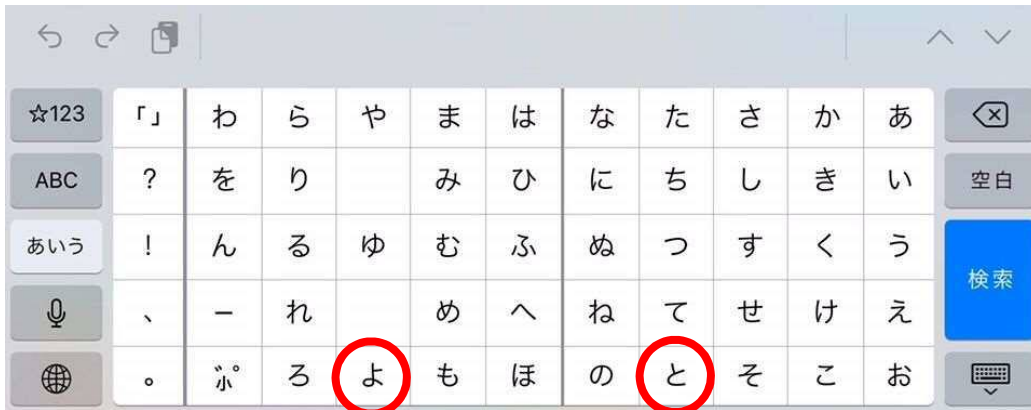 ☆123 「」 わ ら や ま は な た さ か あ
ABC ? を り み ひ に ち し き い 空白
あいう ! ん る ゆ む ふ ぬ つ す く う
検索
、 ー れ め へ ね て せ け え
。 ゛小゜ ろ よ も ほ の と そ こ お